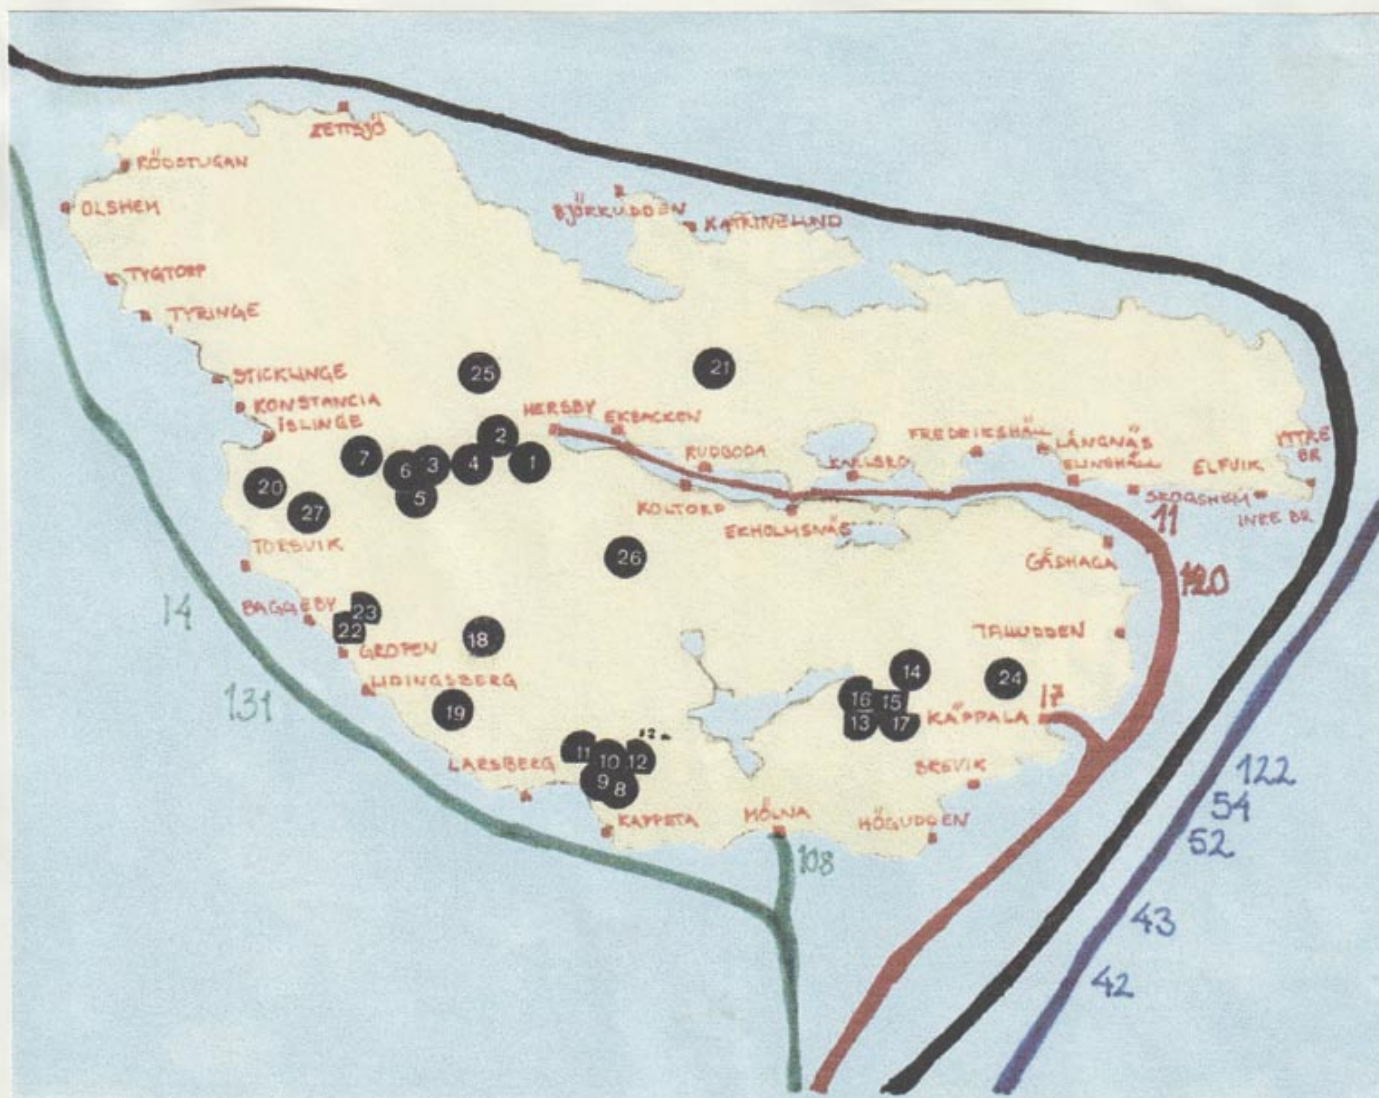 ZETTSJÖ
RÖDSTUGAN
OLSHEM
BJÖRKUDDEN
KATRINELUND
TYGTORP
TYRINGE
STICKLINGE
KONSTANCIA
ISLINGE
25
21
HERSBY
EKBACKEN
2
7
6
3
4
1
5
20
27
RUDBODA
KOLTORP
KARLSRO
EKHOLMSNÄS
FREDRIKSHÄLL
LÅNGNÄS
ELINSHÄLL
SKOGSHEM
ELFVIK
YTTRE
BR
INRE BR
11
120
GÅSHAGA
TORSVIK
26
14
BAGGEBY
23
22
GROPEN
18
TALLUDDEN
131
LIDINGSBERG
19
14
24
16
15
13
17
KÄPPALA
17
LARSBERG
11
10
12
9
8
BREVIK
KAPPETA
MÖLNA
HÖGUDDEN
108
122
54
52
43
42